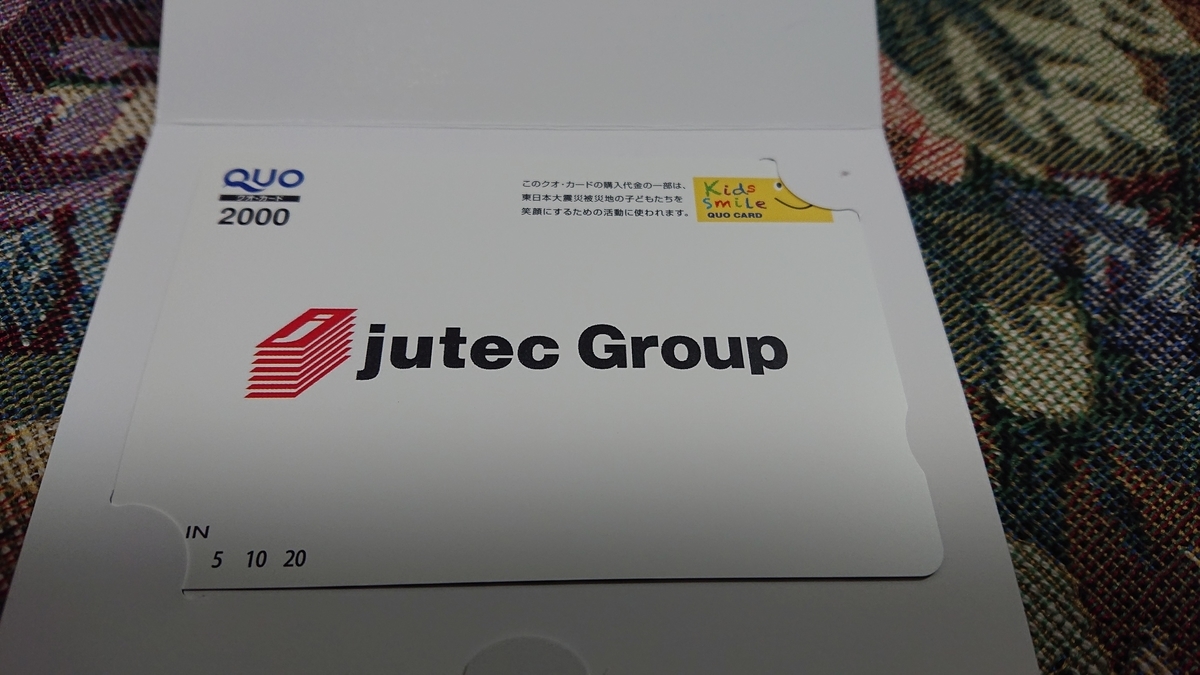 QUO
クオ・カード
2000
このクオ・カードの購入代金の一部は、
東日本大震災被災地の子どもたちを
笑顔にするための活動に使われます。
Kids
Smile
QUO CARD
jutec Group
IN
5 10 20